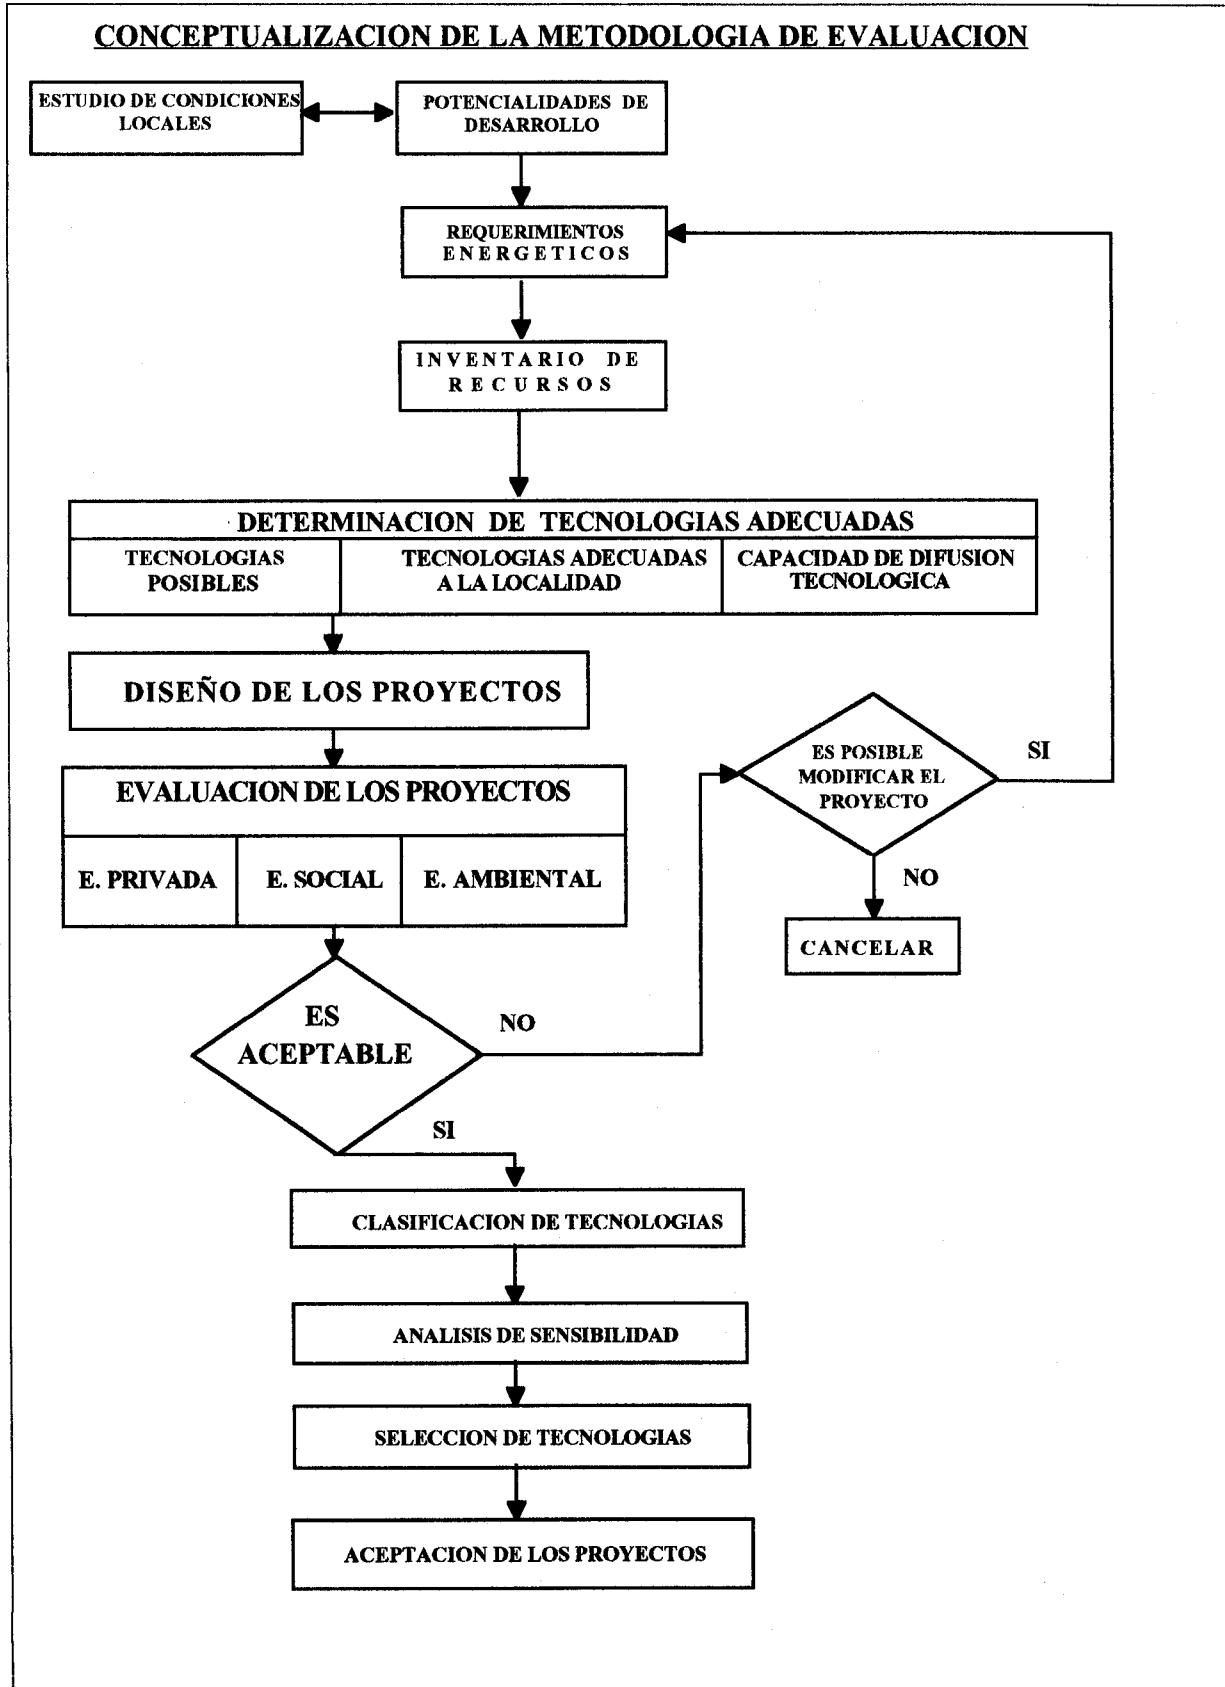 CONCEPTUALIZACION DE LA METODOLOGIA DE EVALUACION
ESTUDIO DE CONDICIONES
LOCALES
POTENCIALIDADES DE
DESARROLLO
REQUERIMIENTOS
ENERGETICOS
INVENTARIO DE
RECURSOS
DETERMINACION DE TECNOLOGIAS ADECUADAS
TECNOLOGIAS
POSIBLES
TECNOLOGIAS ADECUADAS
A LA LOCALIDAD
CAPACIDAD DE DIFUSION
TECNOLOGICA
DISEÑO DE LOS PROYECTOS
EVALUACION DE LOS PROYECTOS
E. PRIVADA
E. SOCIAL
E. AMBIENTAL
ES POSIBLE
MODIFICAR EL
PROYECTO
SI
NO
CANCELAR
ES
ACEPTABLE
NO
SI
CLASIFICACION DE TECNOLOGIAS
ANALISIS DE SENSIBILIDAD
SELECCION DE TECNOLOGIAS
ACEPTACION DE LOS PROYECTOS